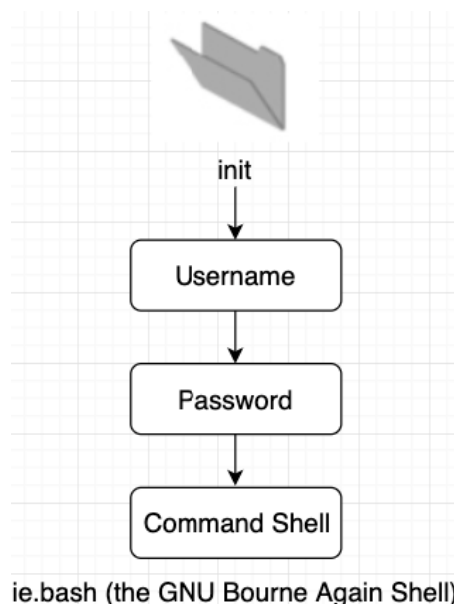 init
Username
Password
Command Shell
ie.bash (the GNU Bourne Again Shell)